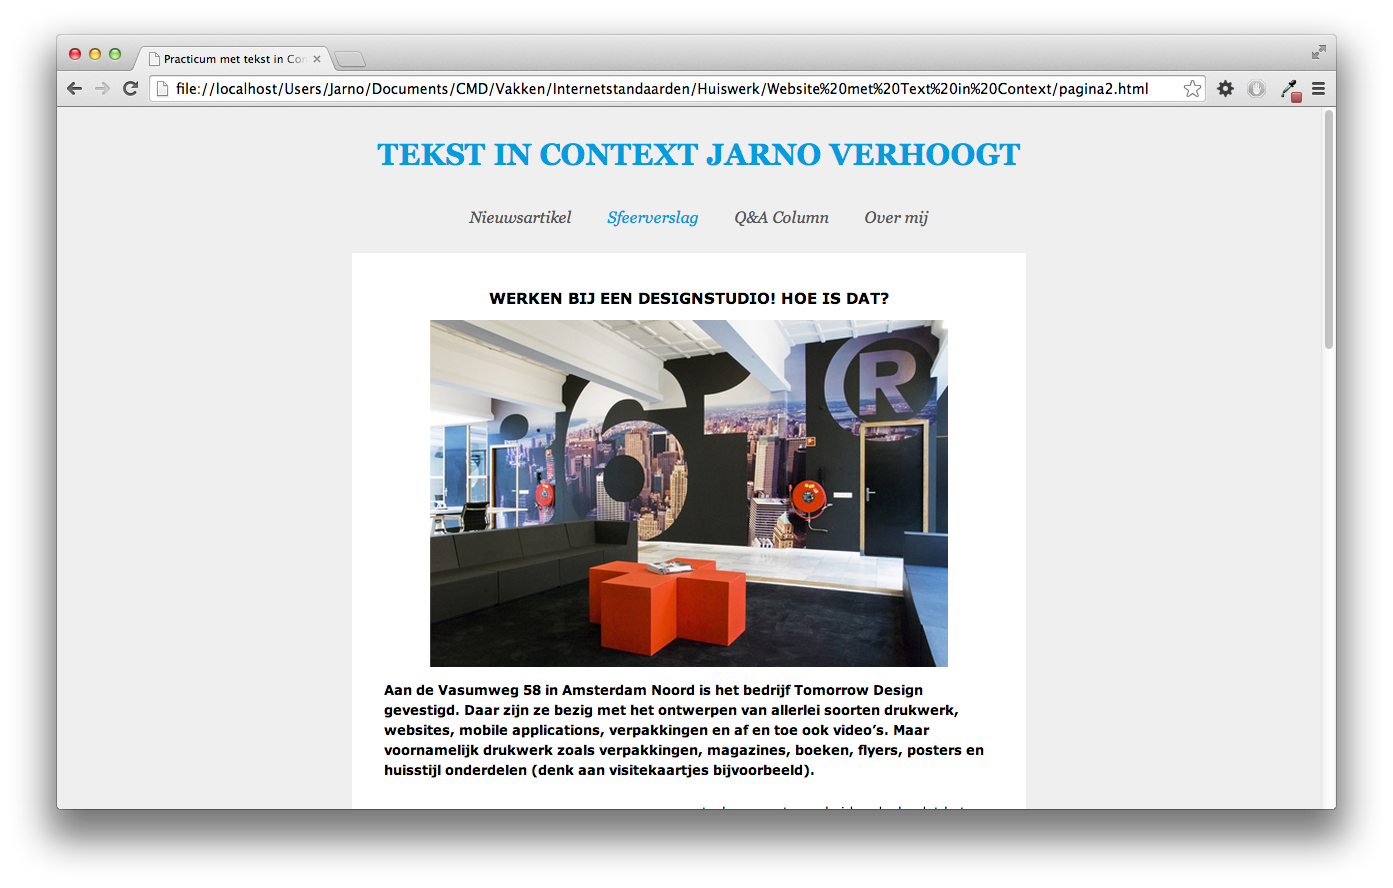 Practicum met tekst in Con
file://localhost/Users/Jarno/Documents/CMD/Vakken/Internetstandaarden/Huiswerk/Website%20met%20Text%20in%20Context/pagina2.html
TEKST IN CONTEXT JARNO VERHOOGT
Nieuwsartikel Sfeerverslag Q&A Column Over mij
WERKEN BIJ EEN DESIGNSTUDIO! HOE IS DAT?
61 ®
Aan de Vasumweg 58 in Amsterdam Noord is het bedrijf Tomorrow Design
gevestigd. Daar zijn ze bezig met het ontwerpen van allerlei soorten drukwerk,
websites, mobile applications, verpakkingen en af en toe ook video’s. Maar
voornamelijk drukwerk zoals verpakkingen, magazines, boeken, flyers, posters en
huisstijl onderdelen (denk aan visitekaartjes bijvoorbeeld).